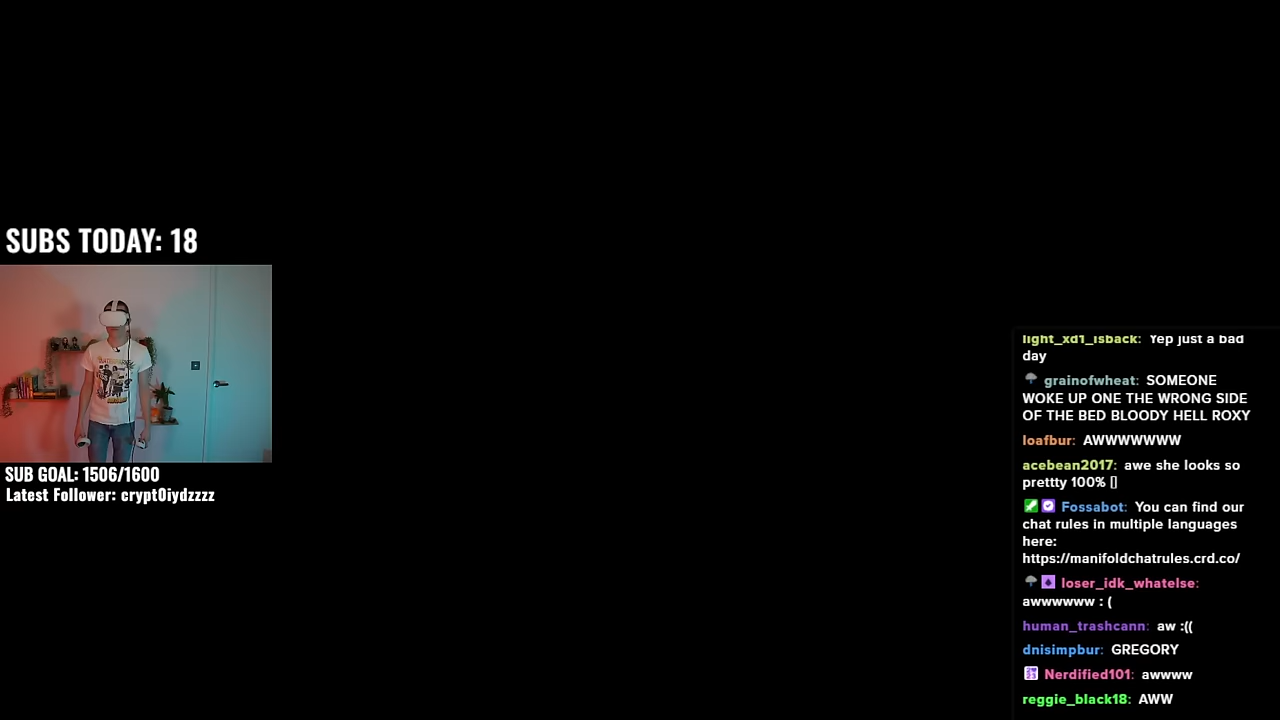 SUBS TODAY: 18
SUB GOAL: 1506/1600
Latest Follower: crypt0iydzzzz
light_xd1_isback: Yep just a bad
day
grainofwheat: SOMEONE
WOKE UP ONE THE WRONG SIDE
OF THE BED BLOODY HELL ROXY
loafbur: AWWWWWWW
acebean2017: awe she looks so
prettty 100% []
Fossabot: You can find our
chat rules in multiple languages
here:
https://manifoldchatrules.crd.co/
loser_idk_whatelse:
awwwwww : (
human_trashcann: aw :((
dnisimpbur: GREGORY
Nerdified101: awwww
reggie_black18: AWW